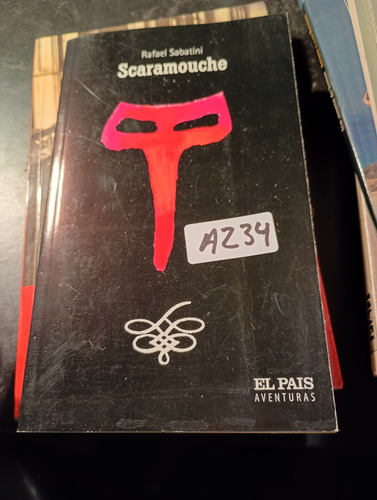 Rafael Sabatini
Scaramouche
A234
EL PAIS
AVENTURAS